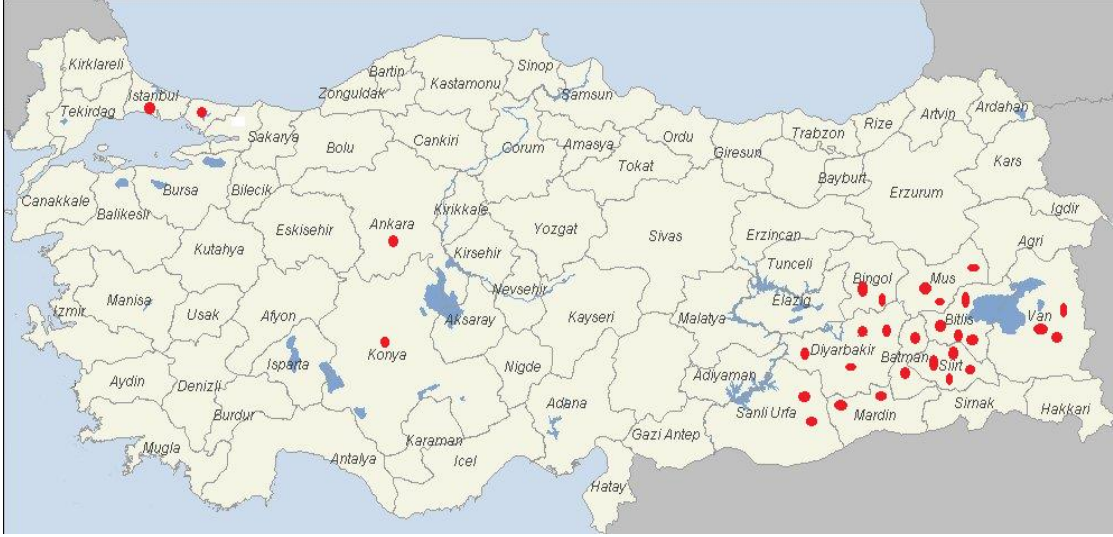 Kirklareli
Tekirdag
Istanbul
Sakarya
Zonguldak
Bartin
Kastamonu
Sinop
Samsun
Cankiri
Corum
Amasya
Ordu
Giresun
Trabzon
Rize
Artvin
Ardahan
Kars
Igdir
Bolu
Tokat
Bayburt
Erzurum
Canakkale
Balikesir
Bursa
Bilecik
Eskisehir
Ankara
Kirikkale
Yozgat
Sivas
Erzincan
Agri
Kutahya
Kirsehir
Nevsehir
Tunceli
Bingol
Mus
Izmir
Manisa
Usak
Afyon
Aksaray
Kayseri
Malatya
Elazig
Bitlis
Van
Isparta
Konya
Nigde
Adiyaman
Diyarbakir
Batman
Siirt
Aydin
Denizli
Burdur
Adana
Sanli Urfa
Mardin
Sirnak
Hakkari
Mugla
Antalya
Karaman
Icel
Gazi Antep
Hatay